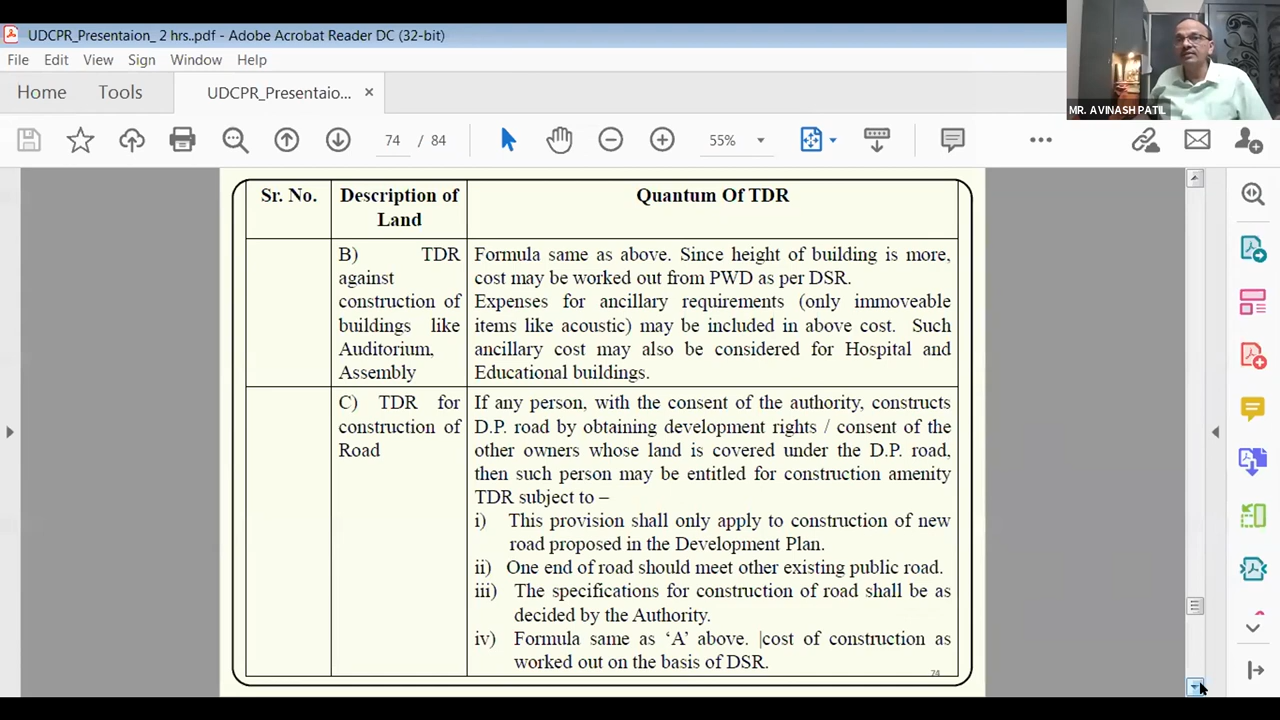 UDCPR_Presentaion_ 2 hrs..pdf - Adobe Acrobat Reader DC (32-bit)
File Edit View Sign Window Help
Home Tools UDCPR_Presentaio... ×
74 / 84 55%
MR. AVINASH PATIL
Sr. No. Description of Quantum Of TDR
Land
B) TDR Formula same as above. Since height of building is more,
against cost may be worked out from PWD as per DSR.
construction of Expenses for ancillary requirements (only immoveable
buildings like items like acoustic) may be included in above cost. Such
Auditorium, ancillary cost may also be considered for Hospital and
Assembly Educational buildings.
C) TDR for If any person, with the consent of the authority, constructs
construction of D.P. road by obtaining development rights / consent of the
Road other owners whose land is covered under the D.P. road,
then such person may be entitled for construction amenity
TDR subject to –
i) This provision shall only apply to construction of new
road proposed in the Development Plan.
ii) One end of road should meet other existing public road.
iii) The specifications for construction of road shall be as
decided by the Authority.
iv) Formula same as ‘A’ above. cost of construction as
worked out on the basis of DSR.
74